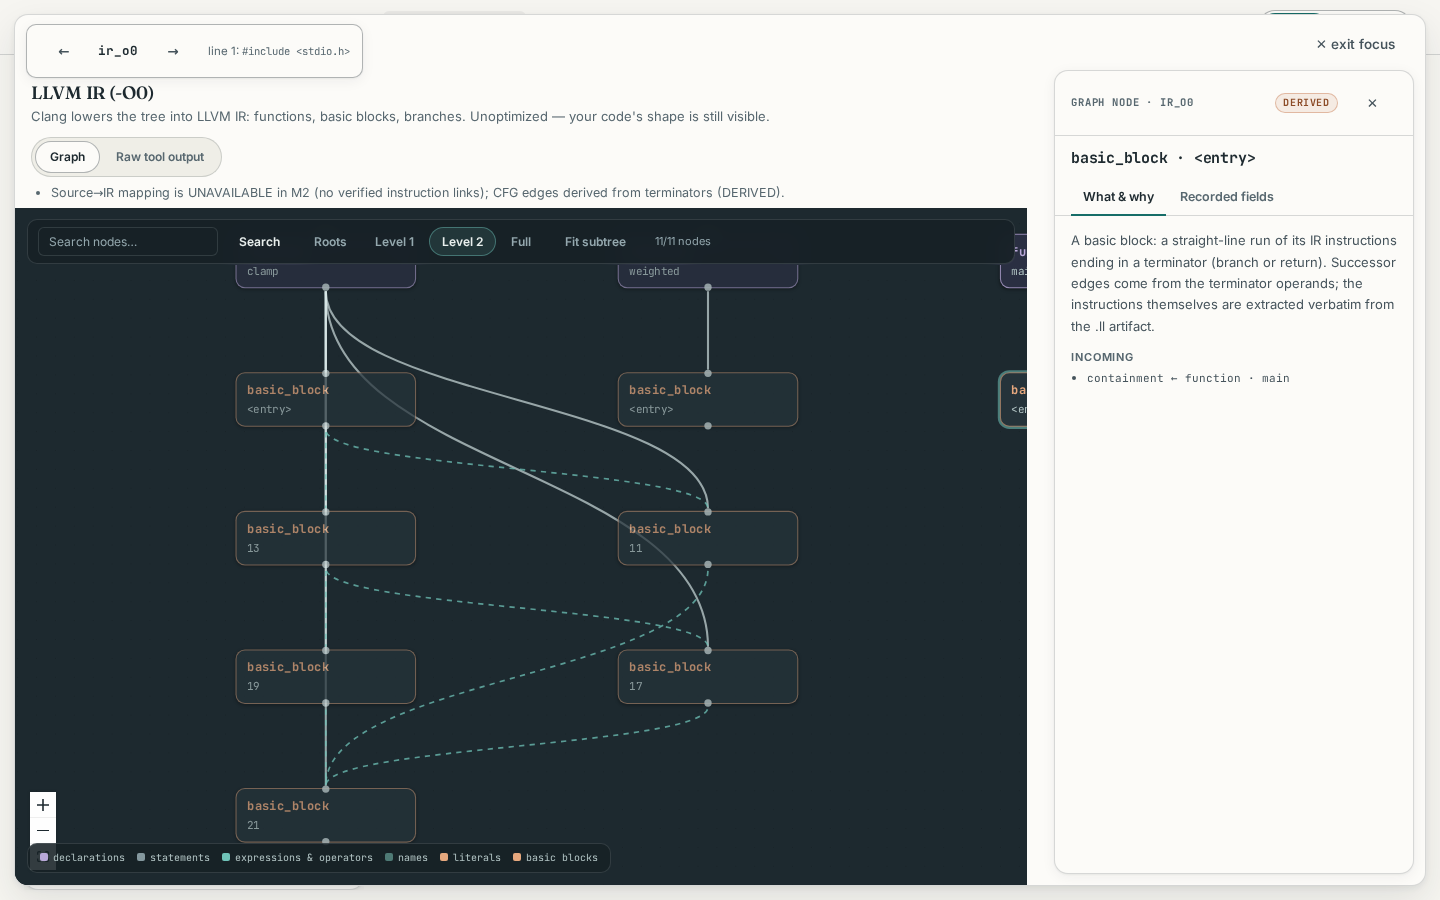 ← ir_o0 → line 1: #include <stdio.h>
× exit focus
LLVM IR (-O0)
Clang lowers the tree into LLVM IR: functions, basic blocks, branches. Unoptimized — your code's shape is still visible.
Graph Raw tool output
• Source→IR mapping is UNAVAILABLE in M2 (no verified instruction links); CFG edges derived from terminators (DERIVED).
Search nodes... Search Roots Level 1 Level 2 Full Fit subtree 11/11 nodes
clamp
weighted
basic_block
<entry>
basic_block
<entry>
basic_block
13
basic_block
11
basic_block
19
basic_block
17
basic_block
21
+
−
declarations statements expressions & operators names literals basic blocks
GRAPH NODE · IR_O0 DERIVED ×
basic_block · <entry>
What & why Recorded fields
A basic block: a straight-line run of its IR instructions
ending in a terminator (branch or return). Successor
edges come from the terminator operands; the
instructions themselves are extracted verbatim from
the .ll artifact.
INCOMING
• containment ← function · main